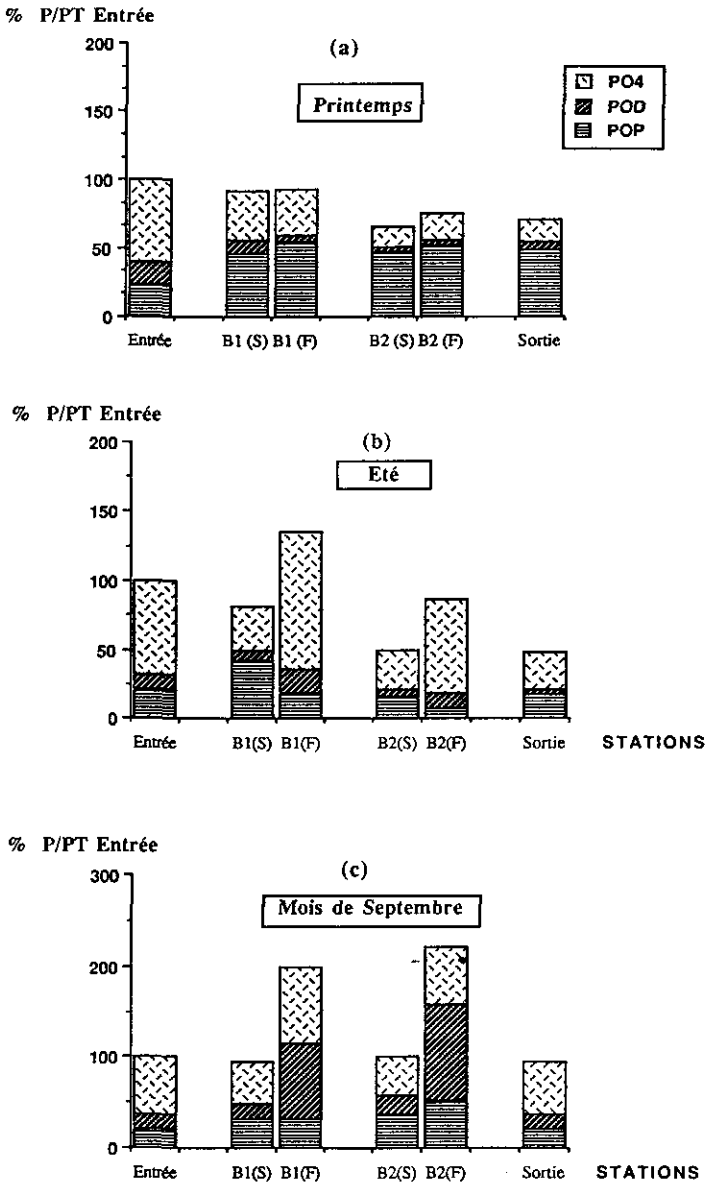 % P/PT Entrée
(a)
Printemps
PO4
POD
POP
200
150
100
50
0
Entrée B1 (S) B1 (F) B2 (S) B2 (F) Sortie
% P/PT Entrée
(b)
Eté
200
150
100
50
0
Entrée B1(S) B1(F) B2(S) B2(F) Sortie STATIONS
% P/PT Entrée
(c)
Mois de Septembre
300
200
100
0
Entrée B1(S) B1(F) B2(S) B2(F) Sortie STATIONS